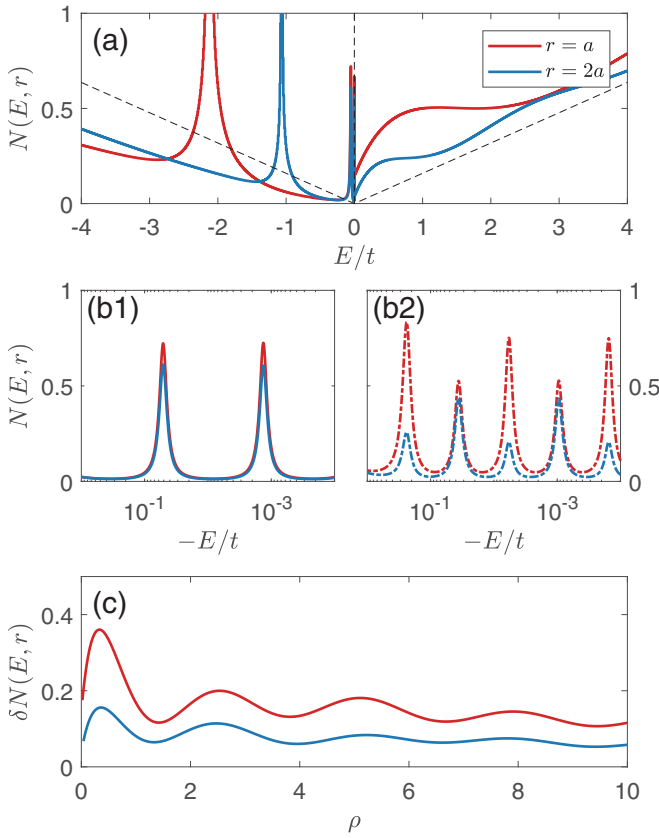 (a)
r = a
r = 2a
N(E, r)
1
0.5
0
-4 -3 -2 -1 0 1 2 3 4
E/t
(b1)
(b2)
N(E, r)
1
0.5
0
1
0.5
0
10^-1 10^-3
10^-1 10^-3
-E/t
-E/t
(c)
δN(E, r)
0.4
0.2
0
0 2 4 6 8 10
ρ